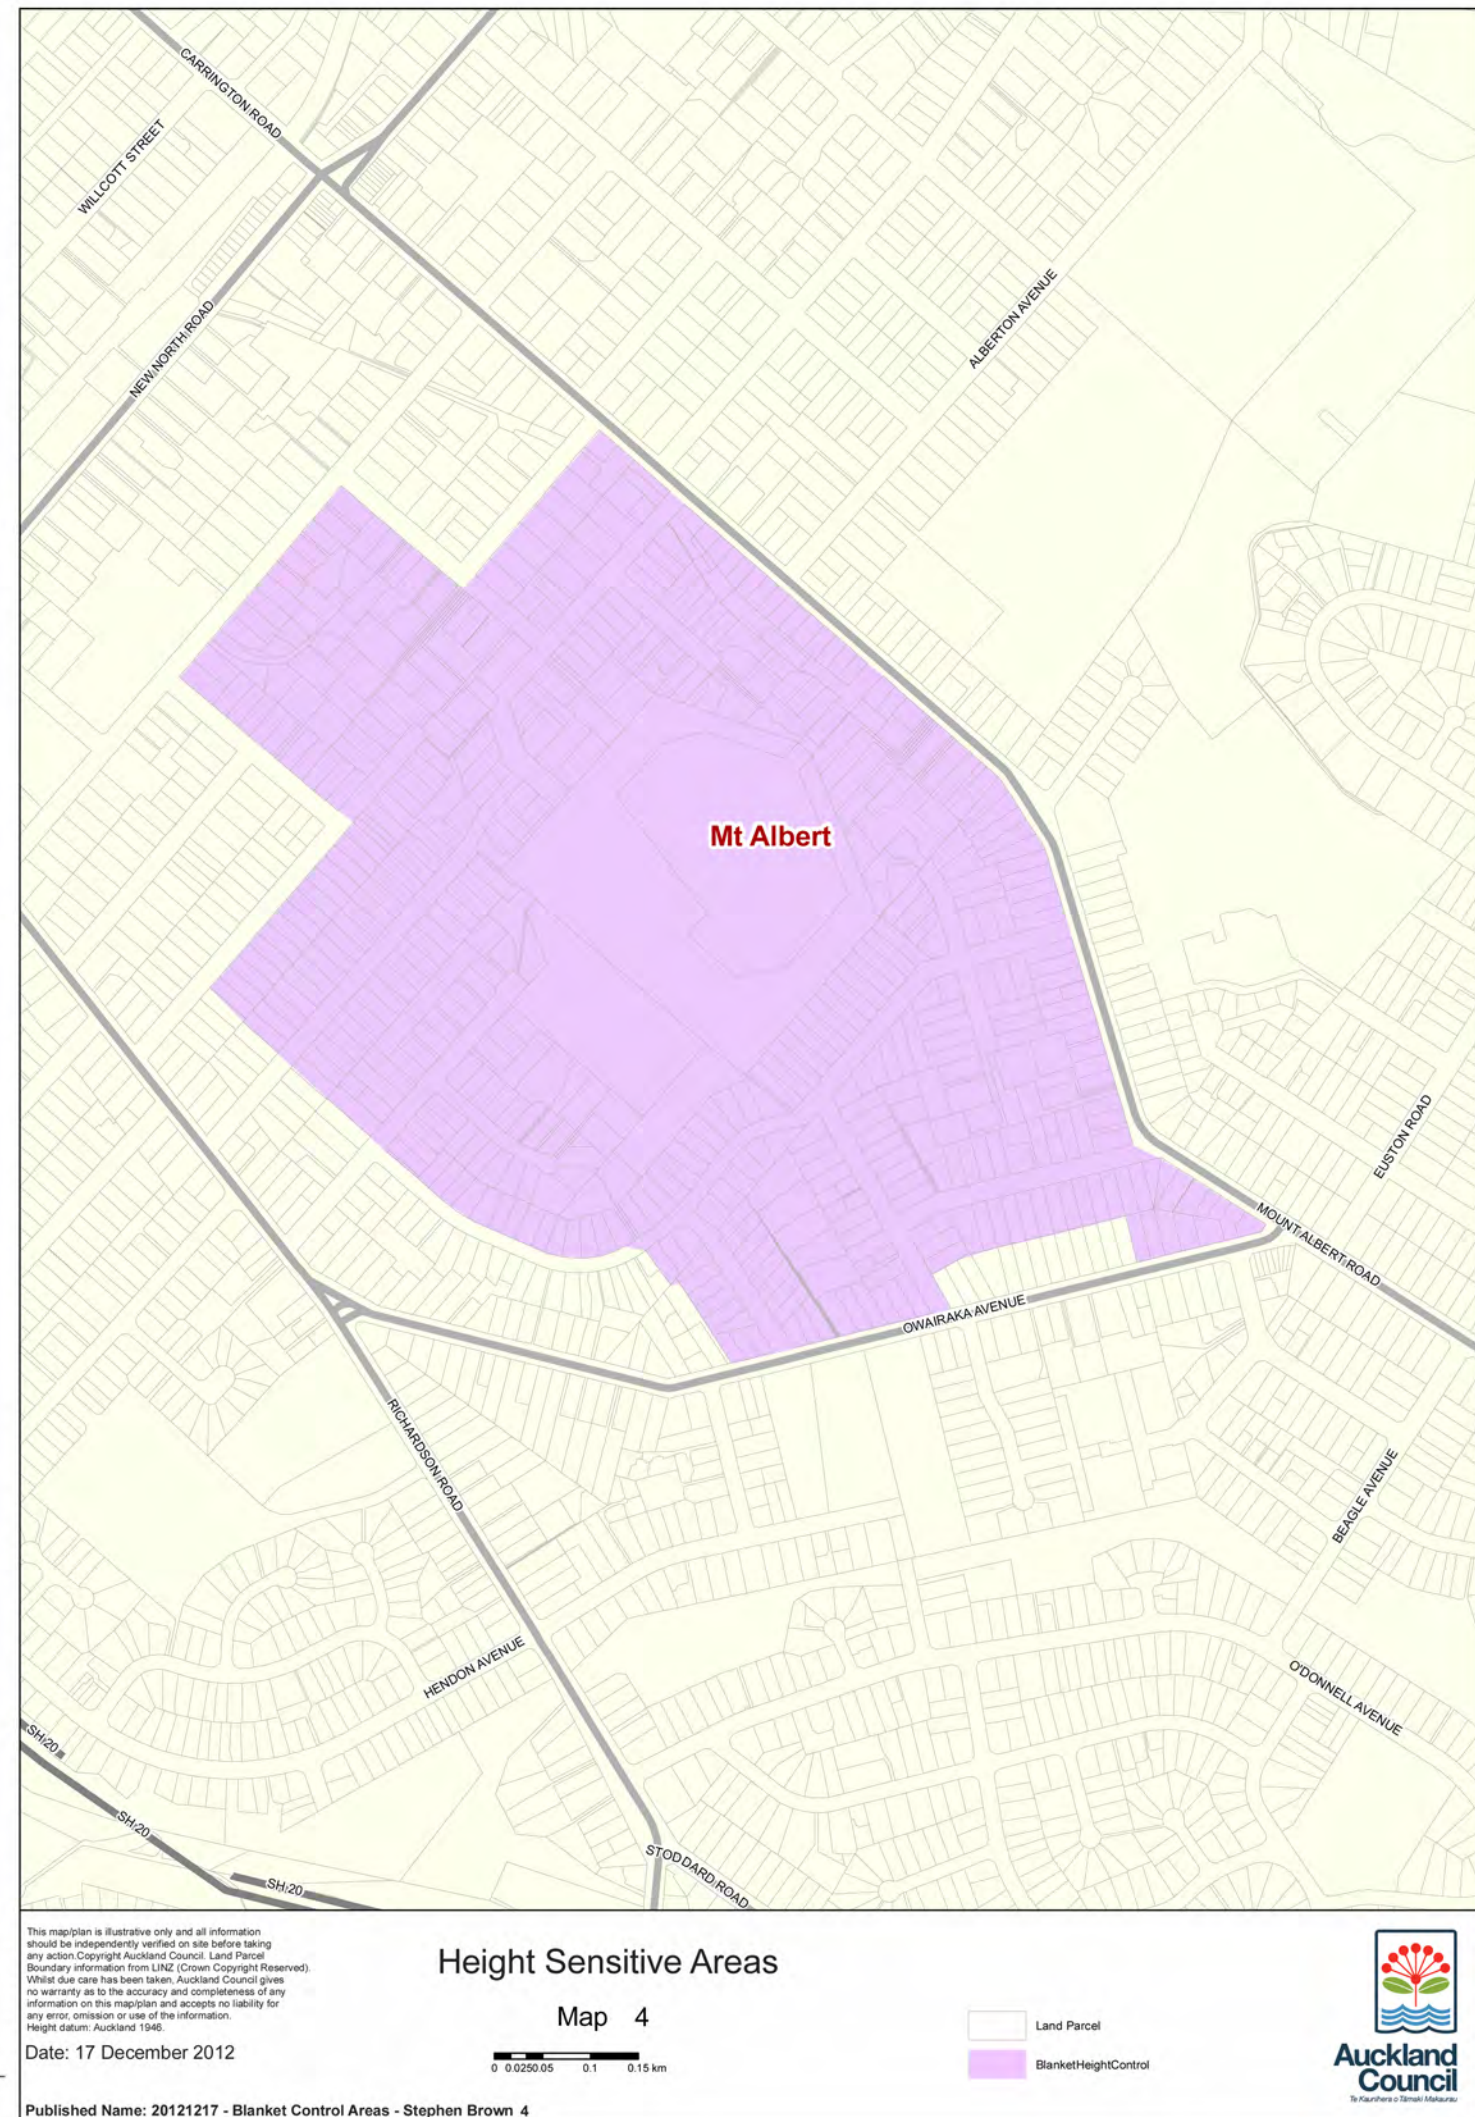 CARRINGTON ROAD
WILLCOTT STREET
NEW NORTH ROAD
ALBERTON AVENUE
Mt Albert
EUSTON ROAD
MOUNT ALBERT ROAD
OWAIRAKA AVENUE
RICHARDSON ROAD
BEAGLE AVENUE
HENDON AVENUE
O'DONNELL AVENUE
SH 20
SH 20
SH 20
STODDARD ROAD
This map/plan is illustrative only and all information
should be independently verified on site before taking
any action.Copyright Auckland Council. Land Parcel
Boundary information from LINZ (Crown Copyright Reserved).
Whilst due care has been taken, Auckland Council gives
no warranty as to the accuracy and completeness of any
information on this map/plan and accepts no liability for
any error, omission or use of the information.
Height datum: Auckland 1946.
Date: 17 December 2012
Height Sensitive Areas
Map 4
0 0.0250.05 0.1 0.15 km
Land Parcel
BlanketHeightControl
Auckland
Council
Te Kaunihera o Tāmaki Makaurau
Published Name: 20121217 - Blanket Control Areas - Stephen Brown 4